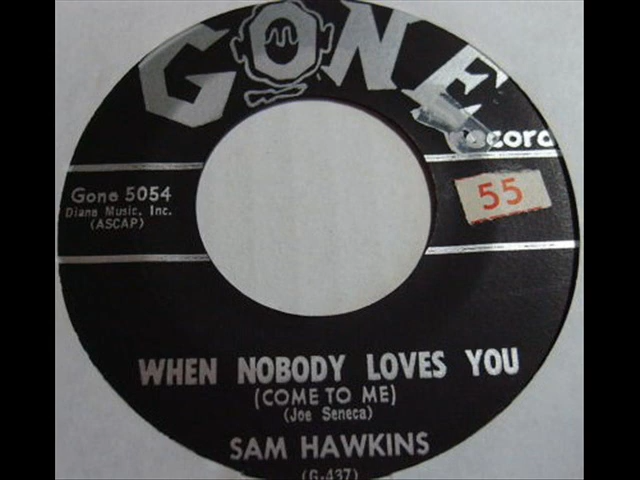 GONE
ecord
Gone 5054
Diana Music, Inc.
(ASCAP)
55
WHEN NOBODY LOVES YOU
(COME TO ME)
(Joe Seneca)
SAM HAWKINS
(G-437)